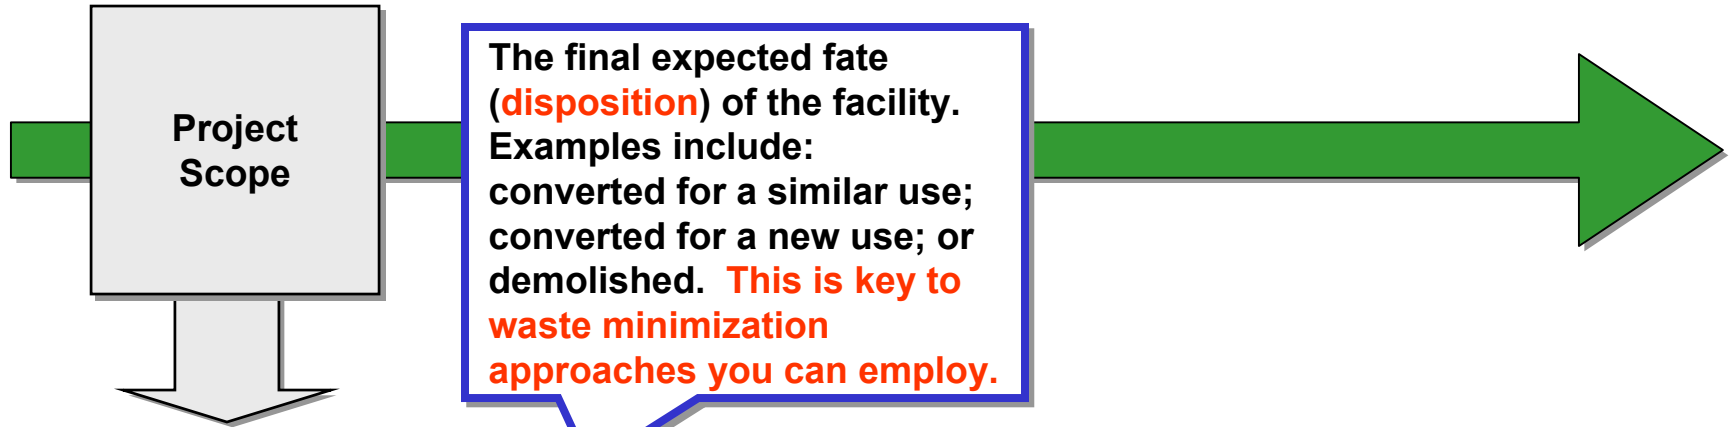 Project
Scope
The final expected fate
(disposition) of the facility.
Examples include:
converted for a similar use;
converted for a new use; or
demolished.  This is key to
waste minimization
approaches you can employ.